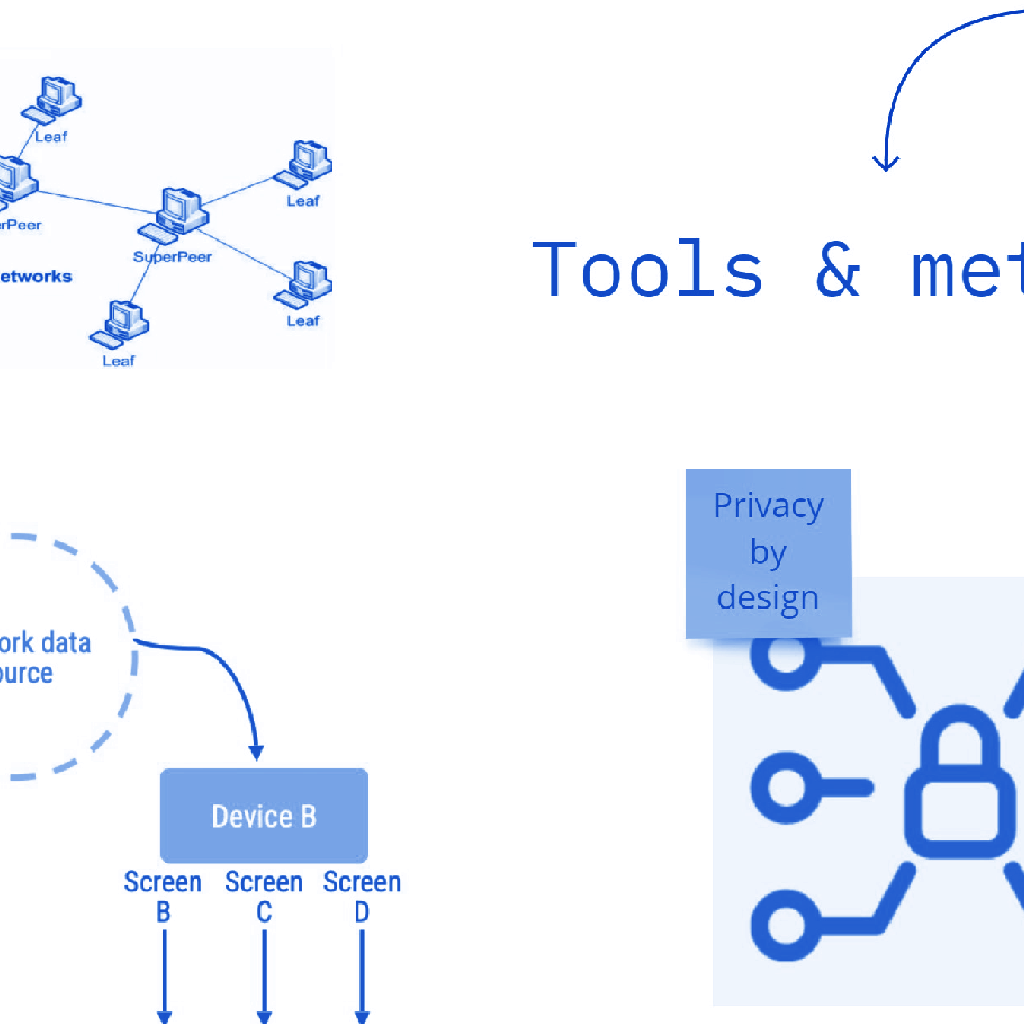 Leaf
Leaf
rPeer
Leaf
SuperPeer
etworks
Leaf
Leaf
Tools & met
Privacy
by
design
ork data
ource
Device B
Screen Screen Screen
B C D